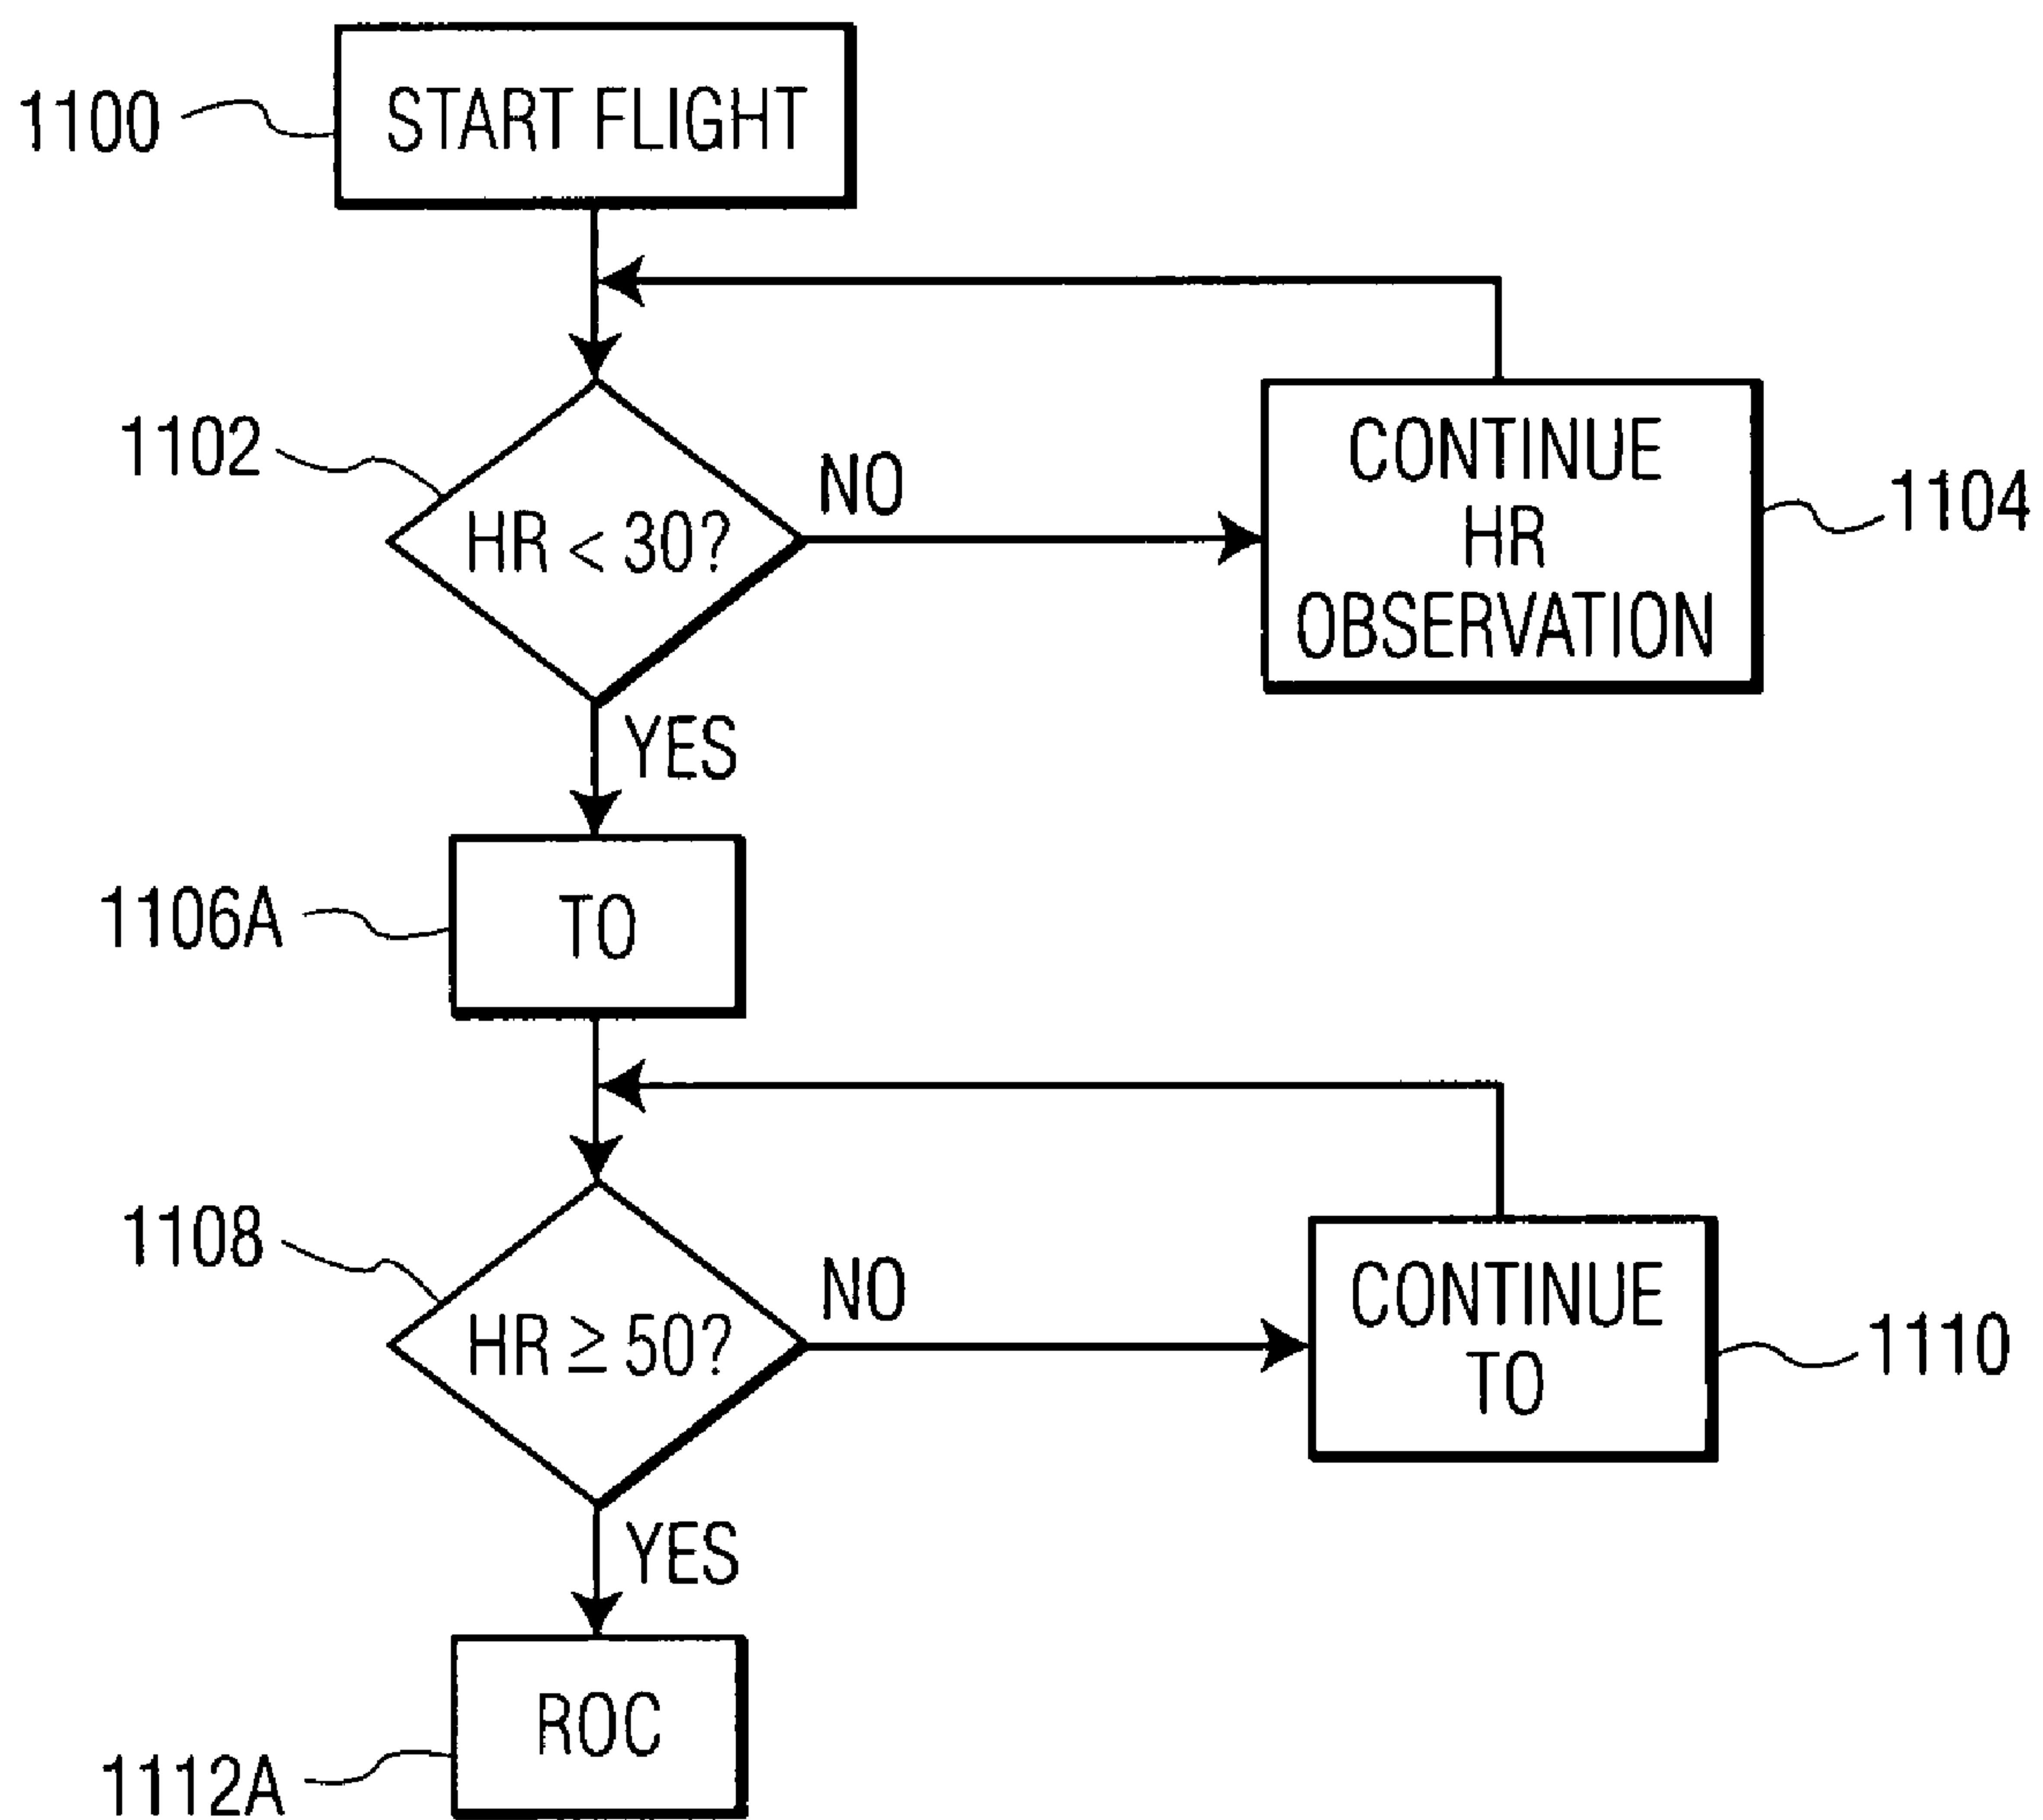 1100
START FLIGHT
1102
HR < 30?
NO
CONTINUE
HR
OBSERVATION
1104
YES
1106A
TO
1108
HR ≥ 50?
NO
CONTINUE
TO
1110
YES
ROC
1112A